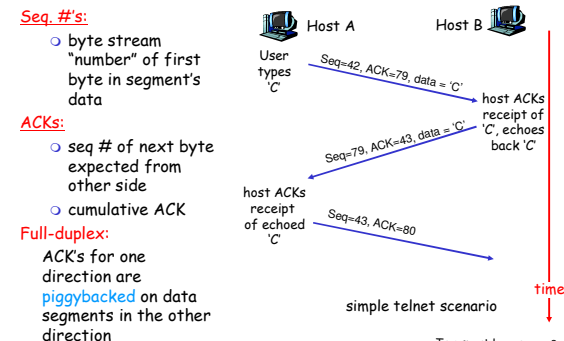 Seq. #'s:
byte stream
“number” of first
byte in segment's
data
ACKs:
seq # of next byte
expected from
other side
cumulative ACK
Full-duplex:
ACK's for one
direction are
piggybacked on data
segments in the other
direction
Host A
Host B
User
types
‘C’
Seq=42, ACK=79, data = ‘C’
host ACKs
receipt of
‘C’, echoes
back ‘C’
Seq=79, ACK=43, data = ‘C’
host ACKs
receipt
of echoed
‘C’
Seq=43, ACK=80
time
simple telnet scenario